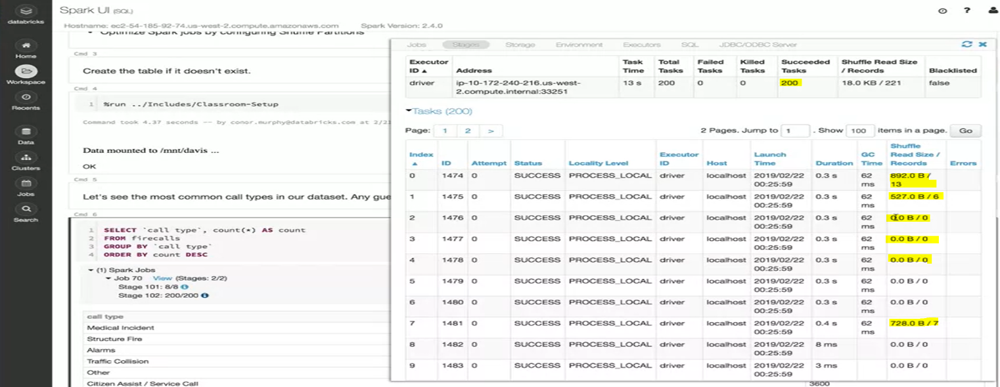 Spark UI (SQL)
Hostname: ec2-54-185-92-74.us-west-2.compute.amazonaws.com Spark Version: 2.4.0
databricks
Home
Workspace
Recents
Data
Clusters
Jobs
Search
• Optimize Spark jobs by configuring Shuffle Partitions
Cmd 3
Create the table if it doesn't exist.
Cmd 4
1 %run ../Includes/Classroom-Setup
Command took 4.37 seconds -- by conor.murphy@databricks.com at 2/21
Data mounted to /mnt/davis ...
OK
Cmd 5
Let's see the most common call types in our dataset. Any gue
Cmd 6
1 SELECT `call type`, count(*) AS count
2 FROM firecalls
3 GROUP BY `call type`
4 ORDER BY count DESC
(1) Spark Jobs
Job 70 View (Stages: 2/2)
Stage 101: 8/8
Stage 102: 200/200
call type
Medical Incident
Structure Fire
Alarms
Traffic Collision
Other
Citizen Assist / Service Call
3600
Jobs Stages Storage Environment Executors SQL JDBC/ODBC Server
Executor ID ▲ Address Task Time Total Tasks Failed Tasks Killed Tasks Succeeded Tasks Shuffle Read Size / Records Blacklisted
driver ip-10-172-240-216.us-west-2.compute.internal:33251 13 s 200 0 0 200 18.0 KB / 221 false
Tasks (200)
Page: 1 2 > 2 Pages. Jump to 1 . Show 100 items in a page. Go
Index ▲ ID Attempt Status Locality Level Executor ID Host Launch Time Duration GC Time Shuffle Read Size / Records Errors
0 1474 0 SUCCESS PROCESS_LOCAL driver localhost 2019/02/22 00:25:59 0.3 s 62 ms 892.0 B / 13
1 1475 0 SUCCESS PROCESS_LOCAL driver localhost 2019/02/22 00:25:59 0.3 s 62 ms 527.0 B / 6
2 1476 0 SUCCESS PROCESS_LOCAL driver localhost 2019/02/22 00:25:59 0.3 s 62 ms 0.0 B / 0
3 1477 0 SUCCESS PROCESS_LOCAL driver localhost 2019/02/22 00:25:59 0.3 s 62 ms 0.0 B / 0
4 1478 0 SUCCESS PROCESS_LOCAL driver localhost 2019/02/22 00:25:59 0.3 s 62 ms 0.0 B / 0
5 1479 0 SUCCESS PROCESS_LOCAL driver localhost 2019/02/22 00:25:59 0.3 s 62 ms 0.0 B / 0
6 1480 0 SUCCESS PROCESS_LOCAL driver localhost 2019/02/22 00:25:59 0.3 s 62 ms 0.0 B / 0
7 1481 0 SUCCESS PROCESS_LOCAL driver localhost 2019/02/22 00:25:59 0.4 s 62 ms 728.0 B / 7
8 1482 0 SUCCESS PROCESS_LOCAL driver localhost 2019/02/22 00:25:59 8 ms 0.0 B / 0
9 1483 0 SUCCESS PROCESS_LOCAL driver localhost 2019/02/22 00:25:59 3 ms 0.0 B / 0